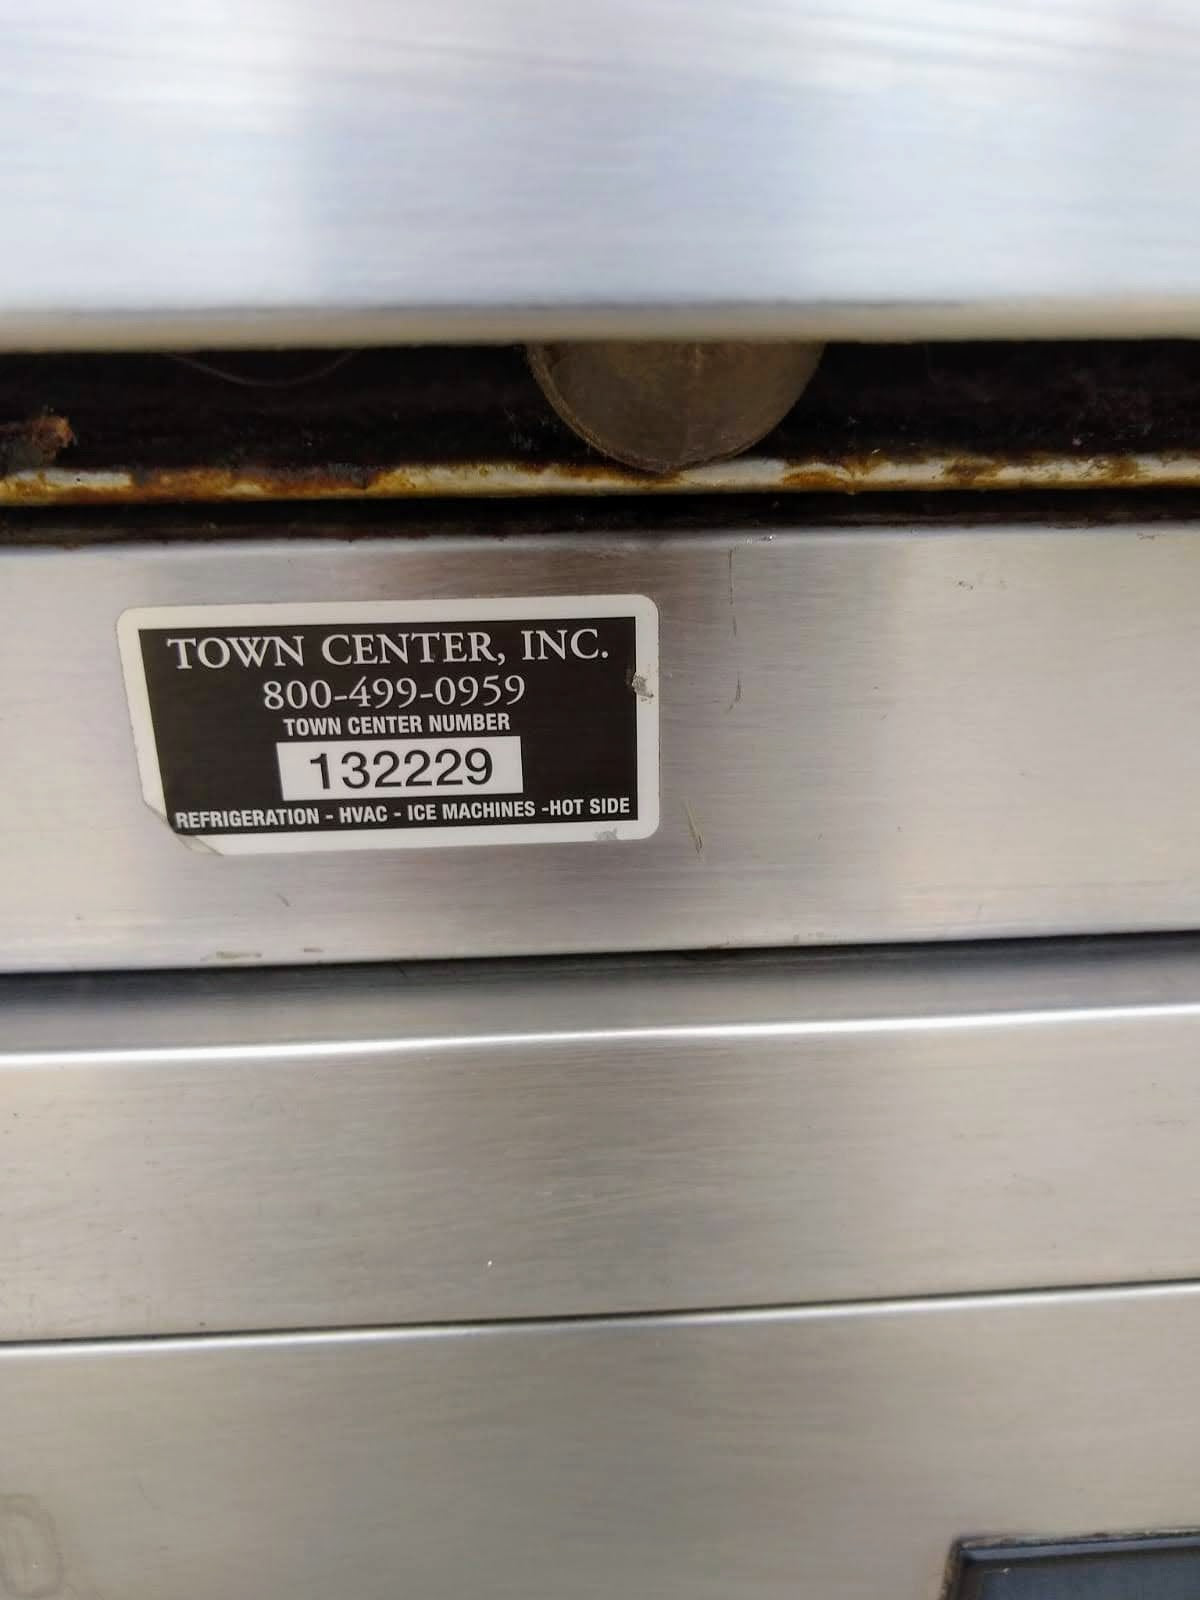 TOWN CENTER, INC.
800-499-0959
TOWN CENTER NUMBER
132229
REFRIGERATION - HVAC - ICE MACHINES -HOT SIDE